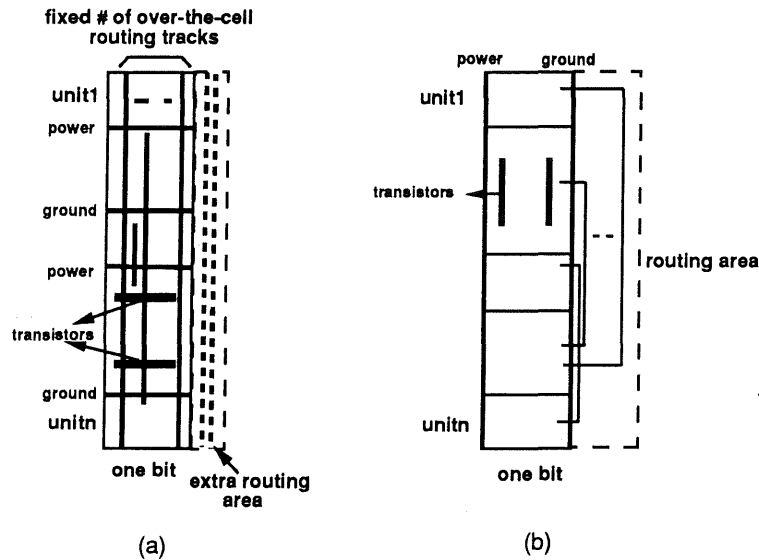 fixed # of over-the-cell
routing tracks
unit1
power
ground
power
transistors
ground
unitn
one bit
extra routing
area
(a)
power ground
unit1
transistors
routing area
unitn
one bit
(b)